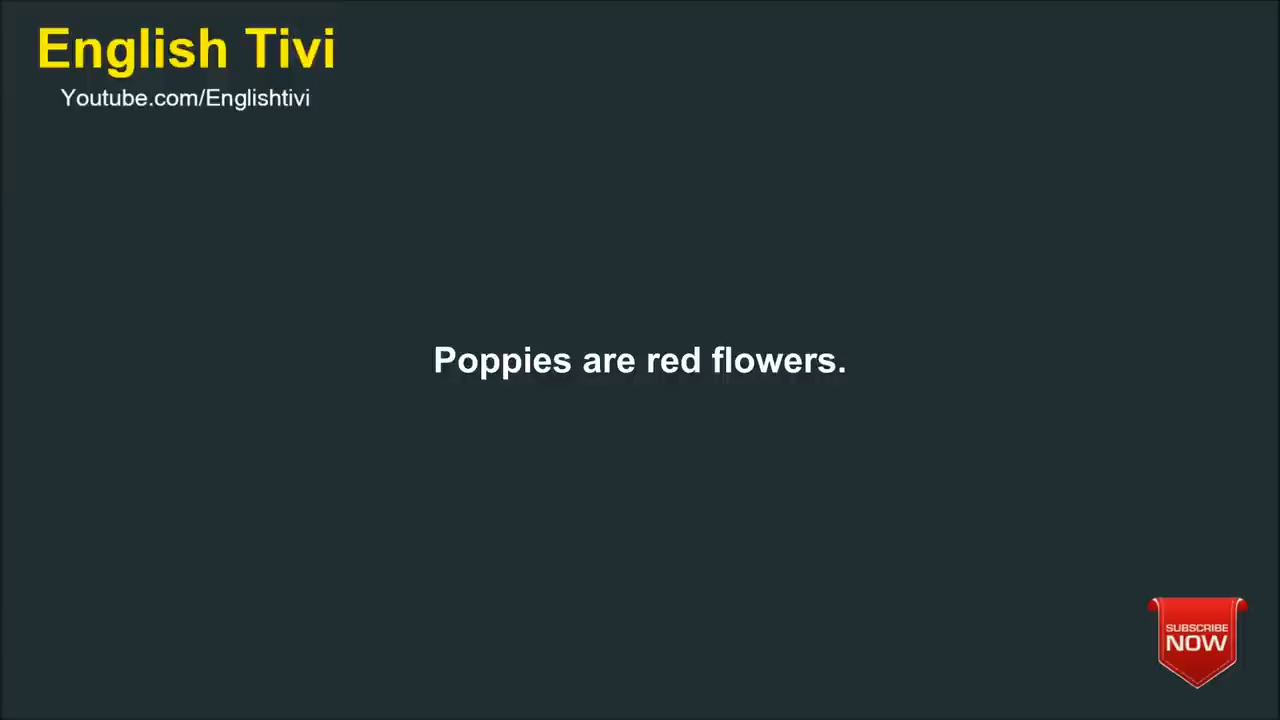 English Tivi
Youtube.com/Englishtivi
Poppies are red flowers.
SUBSCRIBE
NOW